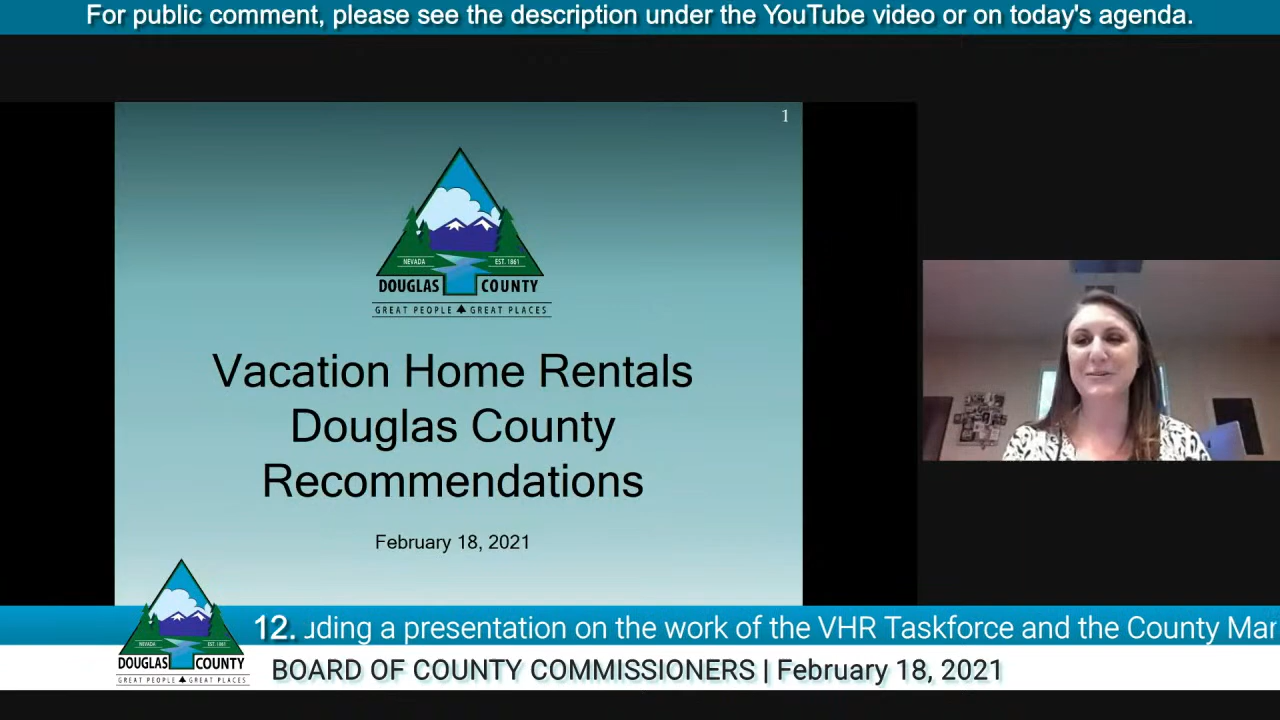 For public comment, please see the description under the YouTube video or on today's agenda.
1
NEVADA
EST. 1861
DOUGLAS COUNTY
GREAT PEOPLE GREAT PLACES
Vacation Home Rentals
Douglas County
Recommendations
February 18, 2021
12. uding a presentation on the work of the VHR Taskforce and the County Man
NEVADA
EST. 1861
DOUGLAS COUNTY
GREAT PEOPLE GREAT PLACES
BOARD OF COUNTY COMMISSIONERS | February 18, 2021